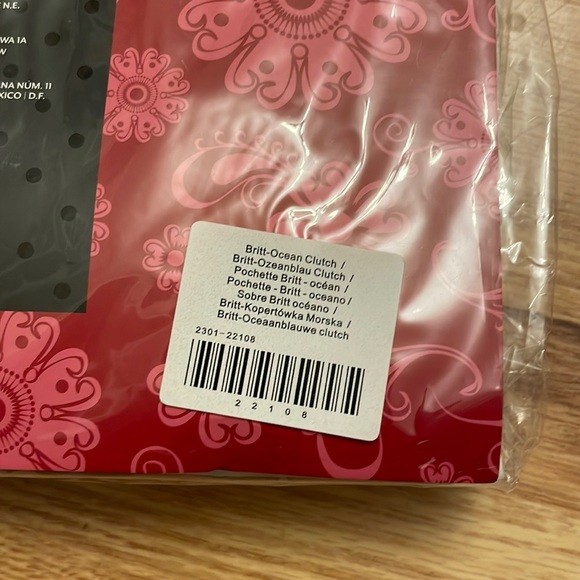 N.E.
WA 1A
W
ANA NÚM. 11
XICO | D.F.
Britt-Ocean Clutch /
Britt-Ozeanblau Clutch /
Pochette Britt - océan /
Pochette - Britt - oceano /
Sobre Britt océano /
Britt-Kopertówka Morska /
Britt-Oceaanblauwe clutch
2301-22108
22108